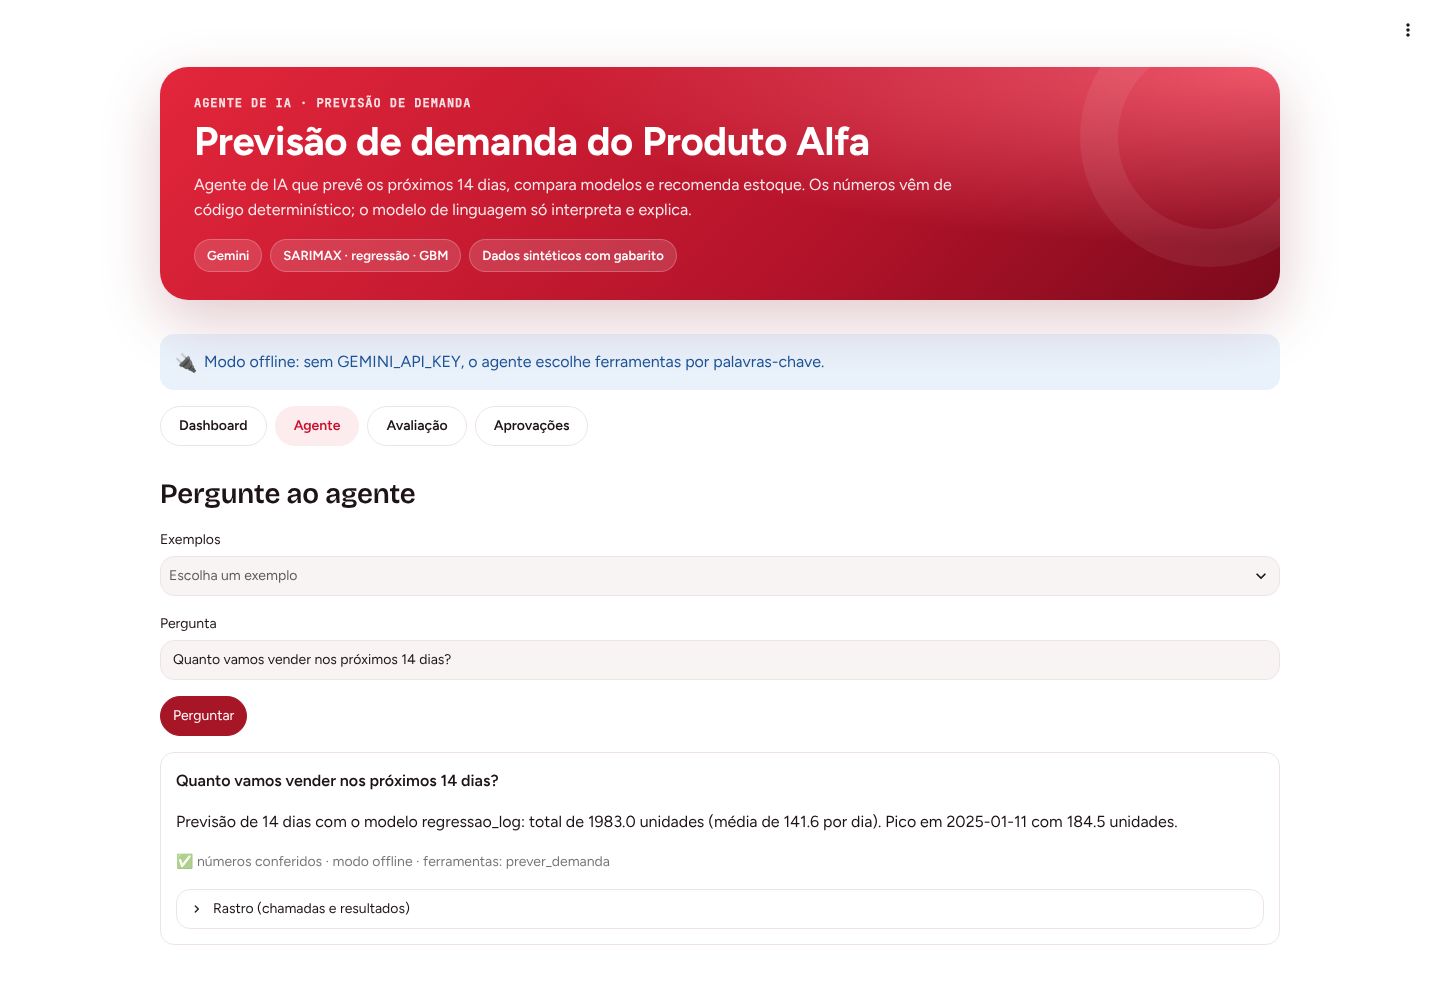 AGENTE DE IA · PREVISÃO DE DEMANDA
Previsão de demanda do Produto Alfa
Agente de IA que prevê os próximos 14 dias, compara modelos e recomenda estoque. Os números vêm de
código determinístico; o modelo de linguagem só interpreta e explica.
Gemini
SARIMAX · regressão · GBM
Dados sintéticos com gabarito
Modo offline: sem GEMINI_API_KEY, o agente escolhe ferramentas por palavras-chave.
Dashboard
Agente
Avaliação
Aprovações
Pergunte ao agente
Exemplos
Escolha um exemplo
Pergunta
Quanto vamos vender nos próximos 14 dias?
Perguntar
Quanto vamos vender nos próximos 14 dias?
Previsão de 14 dias com o modelo regressao_log: total de 1983.0 unidades (média de 141.6 por dia). Pico em 2025-01-11 com 184.5 unidades.
✅ números conferidos · modo offline · ferramentas: prever_demanda
Rastro (chamadas e resultados)